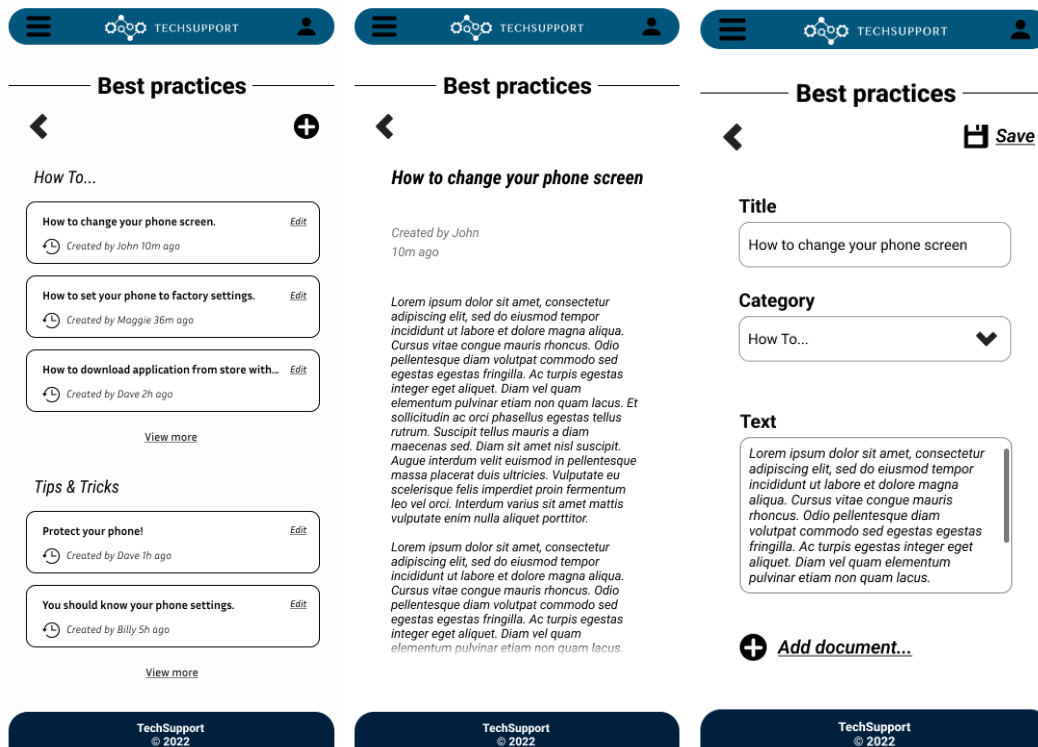 TECHSUPPORT
Best practices
How To...
How to change your phone screen.
Edit
Created by John 10m ago
How to set your phone to factory settings.
Edit
Created by Maggie 36m ago
How to download application from store with...
Edit
Created by Dave 2h ago
View more
Tips & Tricks
Protect your phone!
Edit
Created by Dave 1h ago
You should know your phone settings.
Edit
Created by Billy 5h ago
View more
TechSupport
© 2022
TECHSUPPORT
Best practices
How to change your phone screen
Created by John
10m ago
Lorem ipsum dolor sit amet, consectetur
adipiscing elit, sed do eiusmod tempor
incididunt ut labore et dolore magna aliqua.
Cursus vitae congue mauris rhoncus. Odio
pellentesque diam volutpat commodo sed
egestas egestas fringilla. Ac turpis egestas
integer eget aliquet. Diam vel quam
elementum pulvinar etiam non quam lacus. Et
sollicitudin ac orci phasellus egestas tellus
rutrum. Suscipit tellus mauris a diam
maecenas sed. Diam sit amet nisl suscipit.
Augue interdum velit euismod in pellentesque
massa placerat duis ultricies. Vulputate eu
scelerisque felis imperdiet proin fermentum
leo vel orci. Interdum varius sit amet mattis
vulputate enim nulla aliquet porttitor.
Lorem ipsum dolor sit amet, consectetur
adipiscing elit, sed do eiusmod tempor
incididunt ut labore et dolore magna aliqua.
Cursus vitae congue mauris rhoncus. Odio
pellentesque diam volutpat commodo sed
egestas egestas fringilla. Ac turpis egestas
integer eget aliquet. Diam vel quam
elementum pulvinar etiam non quam lacus.
TechSupport
© 2022
TECHSUPPORT
Best practices
Save
Title
How to change your phone screen
Category
How To...
Text
Lorem ipsum dolor sit amet, consectetur
adipiscing elit, sed do eiusmod tempor
incididunt ut labore et dolore magna
aliqua. Cursus vitae congue mauris
rhoncus. Odio pellentesque diam
volutpat commodo sed egestas egestas
fringilla. Ac turpis egestas integer eget
aliquet. Diam vel quam elementum
pulvinar etiam non quam lacus.
Add document...
TechSupport
© 2022